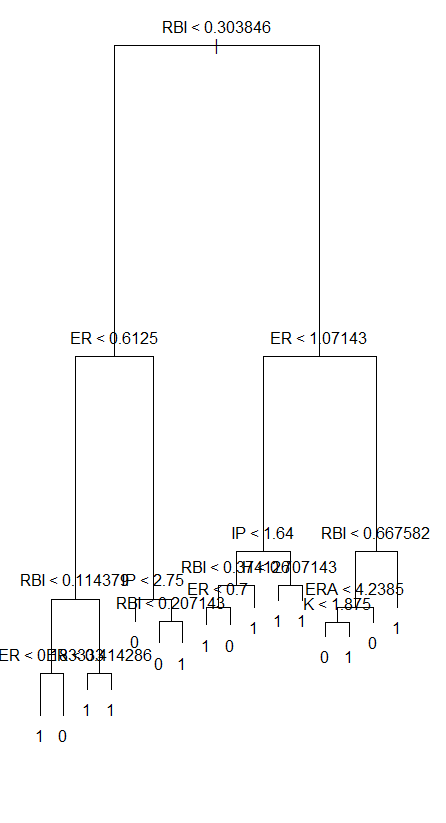 RBI < 0.303846
ER < 0.6125
ER < 1.07143
IP < 1.64
RBI < 0.667582
RBI < 0.114379
IP < 2.75
ER < 0.7
ERA < 4.2385
RBI < 0.207143
K < 1.875
1
1
1
1
0
0
1
0
0
1
0
1
1
1
1
0